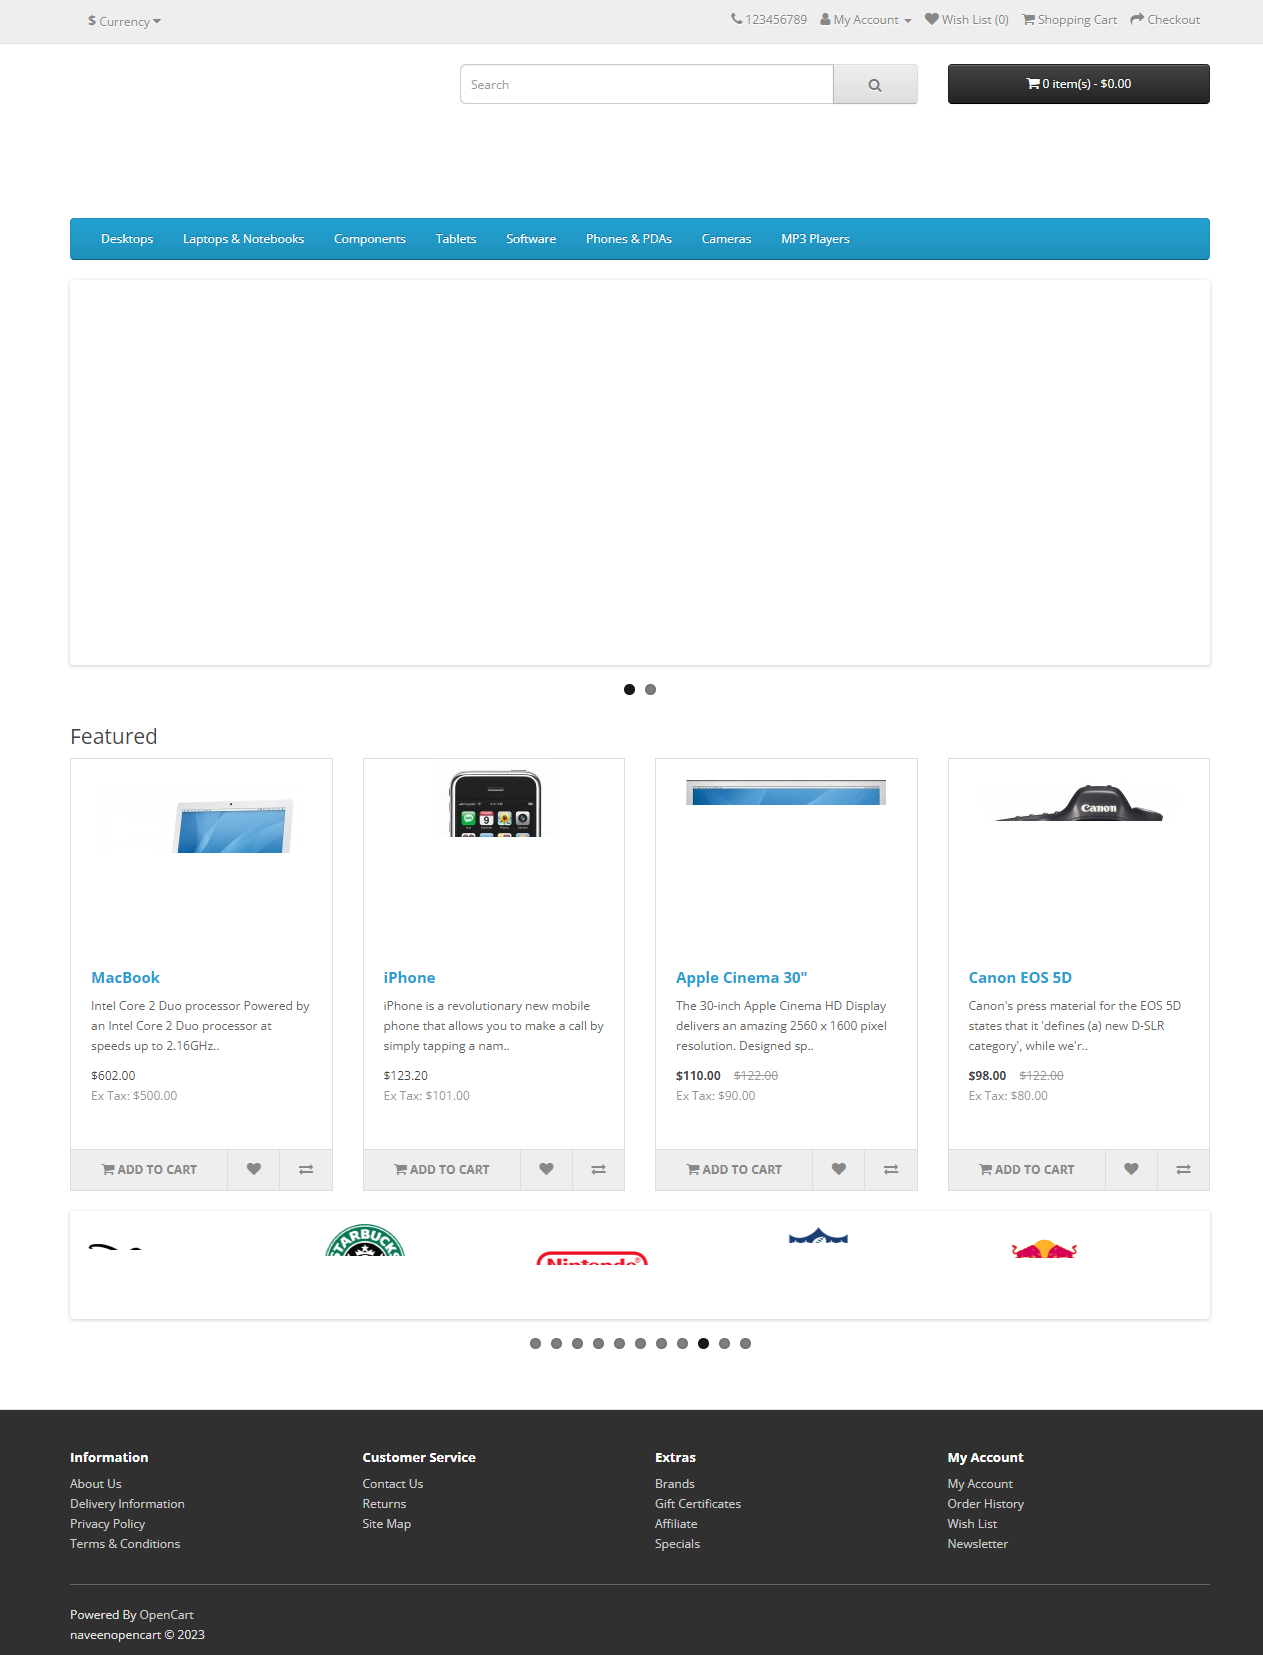 $ Currency
123456789 My Account Wish List (0) Shopping Cart Checkout
Search
0 item(s) - $0.00
Desktops Laptops & Notebooks Components Tablets Software Phones & PDAs Cameras MP3 Players
Featured
Canon
MacBook
Intel Core 2 Duo processor Powered by
an Intel Core 2 Duo processor at
speeds up to 2.16GHz..
$602.00
Ex Tax: $500.00
ADD TO CART
iPhone
iPhone is a revolutionary new mobile
phone that allows you to make a call by
simply tapping a nam..
$123.20
Ex Tax: $101.00
ADD TO CART
Apple Cinema 30"
The 30-inch Apple Cinema HD Display
delivers an amazing 2560 x 1600 pixel
resolution. Designed sp..
$110.00 $122.00
Ex Tax: $90.00
ADD TO CART
Canon EOS 5D
Canon's press material for the EOS 5D
states that it 'defines (a) new D-SLR
category', while we'r..
$98.00 $122.00
Ex Tax: $80.00
ADD TO CART
STARBUCKS
Nintendo®
Information
About Us
Delivery Information
Privacy Policy
Terms & Conditions
Customer Service
Contact Us
Returns
Site Map
Extras
Brands
Gift Certificates
Affiliate
Specials
My Account
My Account
Order History
Wish List
Newsletter
Powered By OpenCart
naveenopencart © 2023